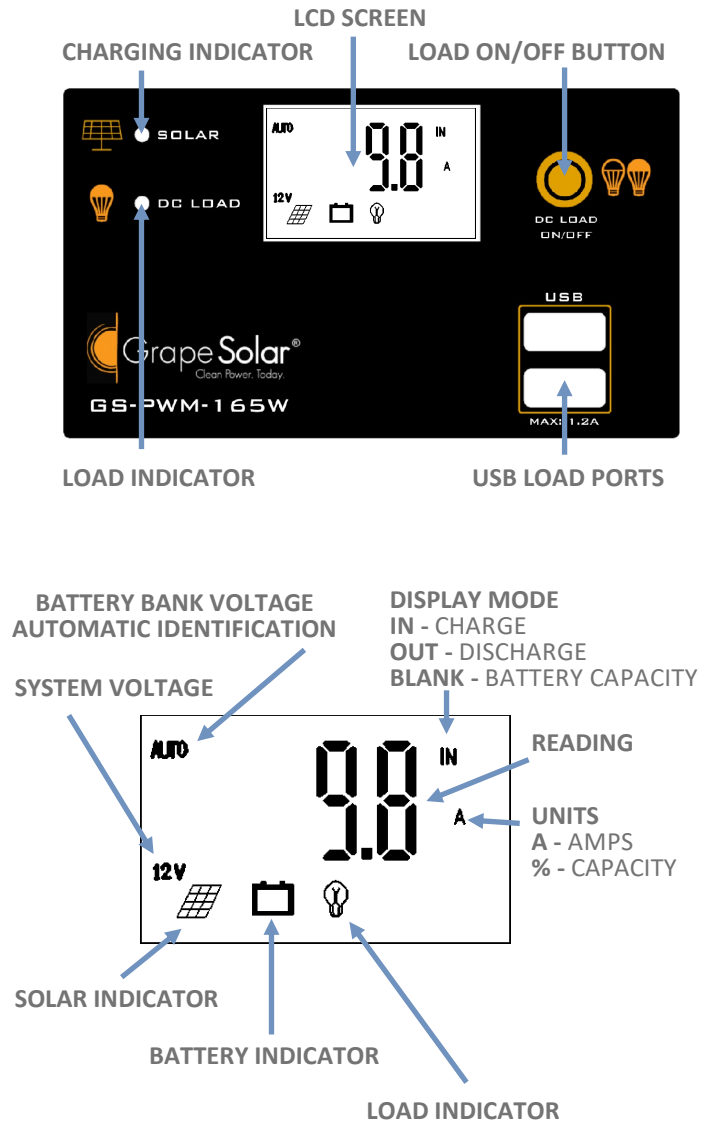 LCD SCREEN
CHARGING INDICATOR
LOAD ON/OFF BUTTON
SOLAR
AUTO
9.8
IN
A
12V
DC LOAD
DC LOAD
ON/OFF
USB
GrapeSolar®
Clean Power. Today.
GS-PWM-165W
MAX: 1.2A
LOAD INDICATOR
USB LOAD PORTS
BATTERY BANK VOLTAGE
AUTOMATIC IDENTIFICATION
DISPLAY MODE
IN - CHARGE
OUT - DISCHARGE
BLANK - BATTERY CAPACITY
SYSTEM VOLTAGE
READING
AUTO
9.8
IN
A
UNITS
A - AMPS
% - CAPACITY
12V
SOLAR INDICATOR
BATTERY INDICATOR
LOAD INDICATOR